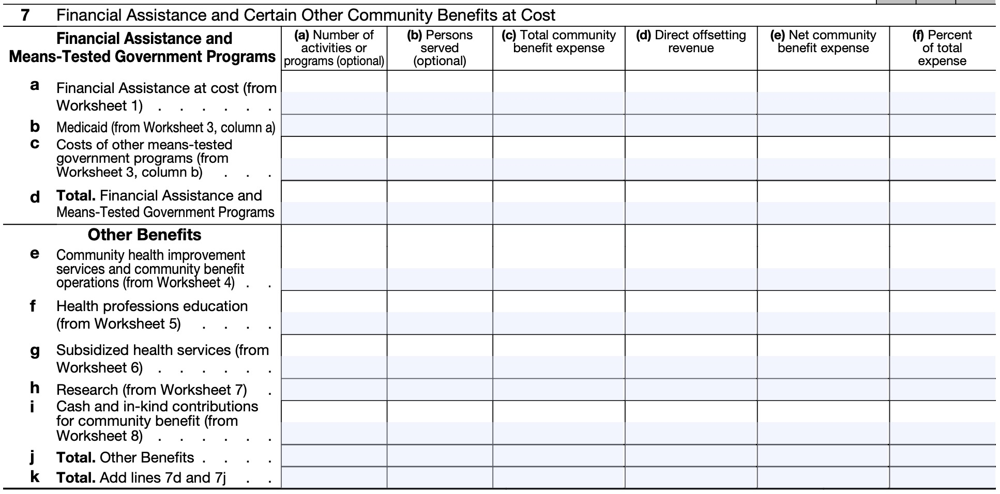 7 Financial Assistance and Certain Other Community Benefits at Cost
Financial Assistance and
Means-Tested Government Programs
(a) Number of
activities or
programs (optional)
(b) Persons
served
(optional)
(c) Total community
benefit expense
(d) Direct offsetting
revenue
(e) Net community
benefit expense
(f) Percent
of total
expense
a Financial Assistance at cost (from
Worksheet 1) . . . . . .
b Medicaid (from Worksheet 3, column a)
c Costs of other means-tested
government programs (from
Worksheet 3, column b) . . .
d Total. Financial Assistance and
Means-Tested Government Programs
Other Benefits
e Community health improvement
services and community benefit
operations (from Worksheet 4) . .
f Health professions education
(from Worksheet 5) . . . .
g Subsidized health services (from
Worksheet 6) . . . . . .
h Research (from Worksheet 7) .
i Cash and in-kind contributions
for community benefit (from
Worksheet 8) . . . . . .
j Total. Other Benefits . . . .
k Total. Add lines 7d and 7j . .